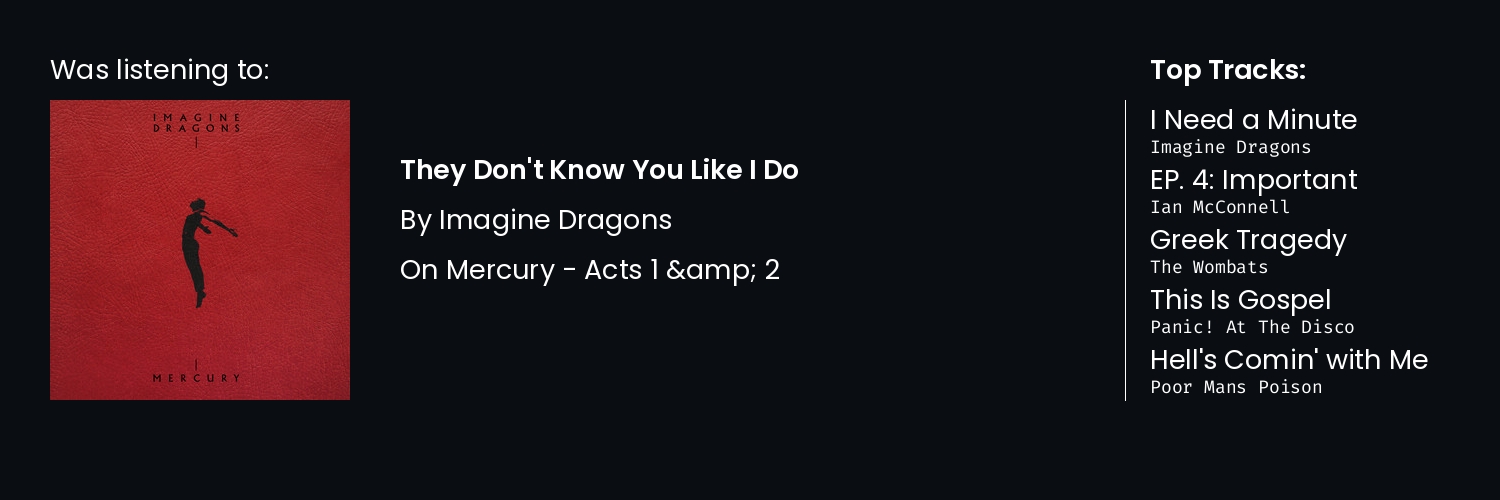 Was listening to:
IMAGINE
DRAGONS
MERCURY
They Don't Know You Like I Do
By Imagine Dragons
On Mercury - Acts 1 &amp;amp; 2
Top Tracks:
I Need a Minute
Imagine Dragons
EP. 4: Important
Ian McConnell
Greek Tragedy
The Wombats
This Is Gospel
Panic! At The Disco
Hell's Comin' with Me
Poor Mans Poison